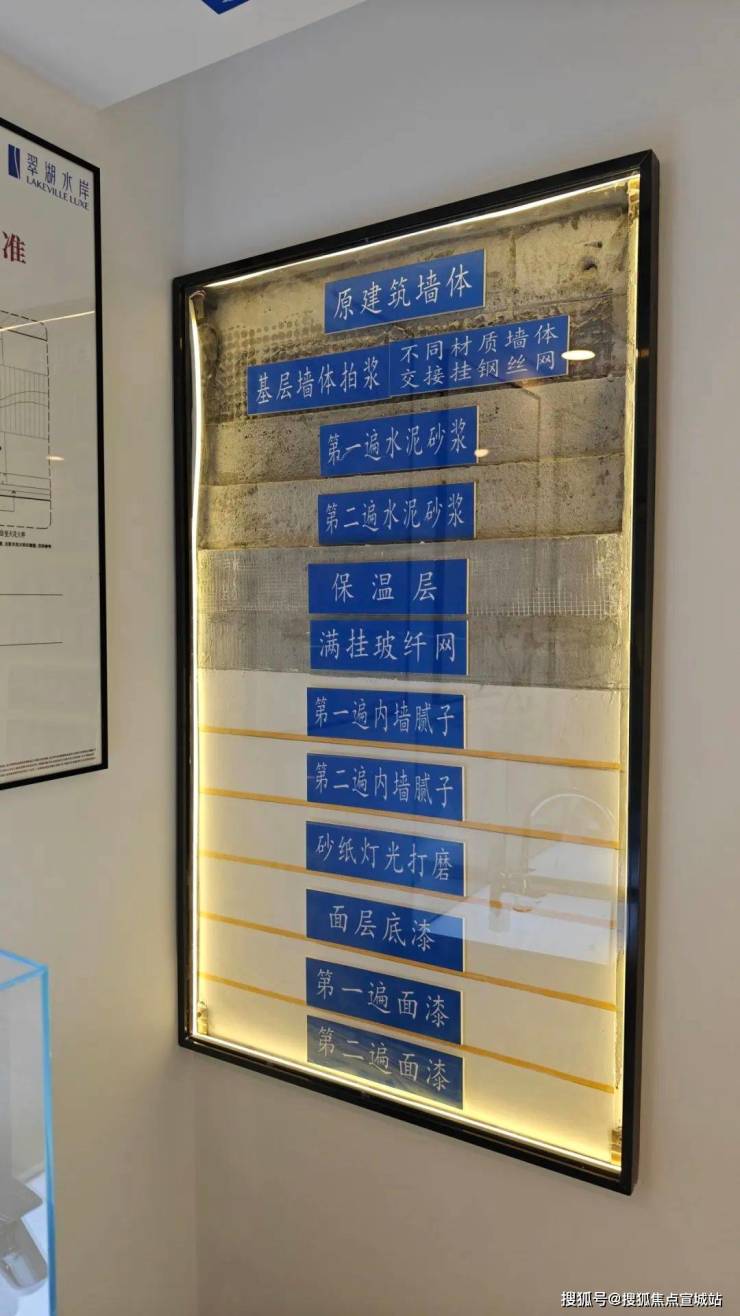 翠湖水岸
LAKEVILLE LUXE
准
原建筑墙体
基层墙体拍浆
不同材质墙体
交接挂钢丝网
第一遍水泥砂浆
第二遍水泥砂浆
保温层
满挂玻纤网
第一遍内墙腻子
第二遍内墙腻子
砂纸灯光打磨
面层底漆
第一遍面漆
第二遍面漆
搜狐号@搜狐焦点宣城站